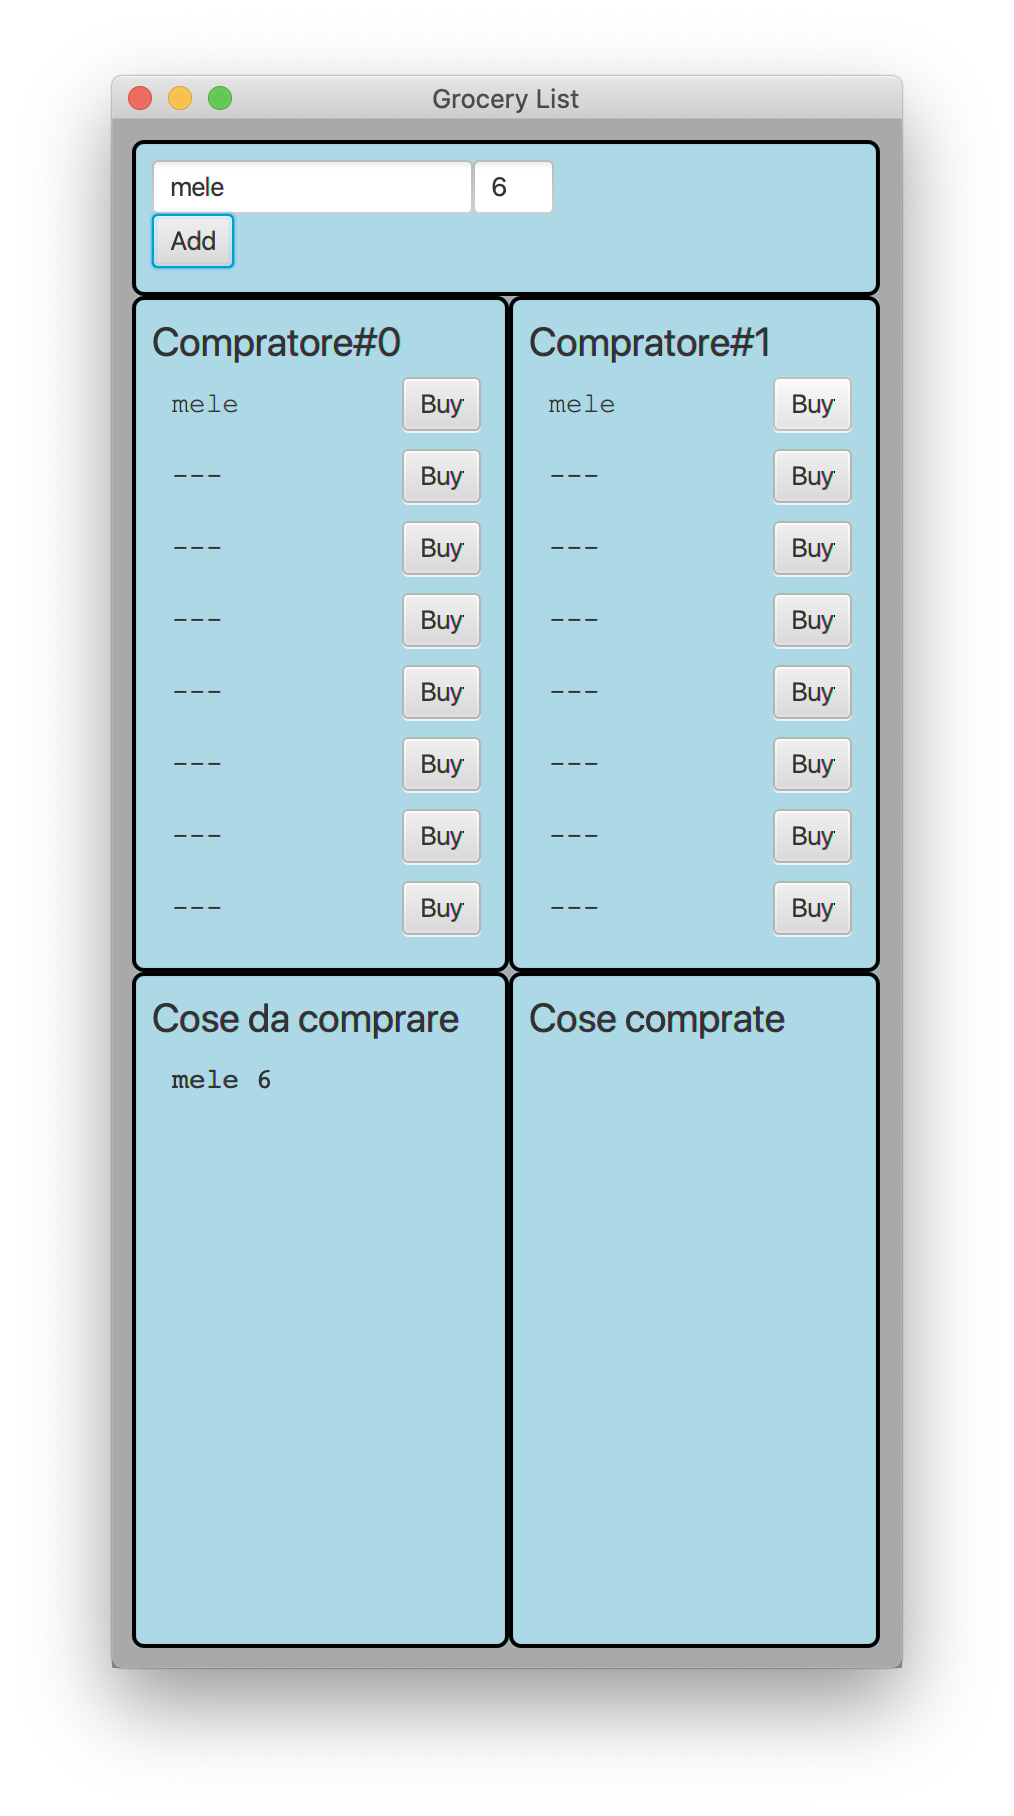 Grocery List
mele 6
Add
Compratore#0
mele Buy
--- Buy
--- Buy
--- Buy
--- Buy
--- Buy
--- Buy
--- Buy
Compratore#1
mele Buy
--- Buy
--- Buy
--- Buy
--- Buy
--- Buy
--- Buy
--- Buy
Cose da comprare
mele 6
Cose comprate